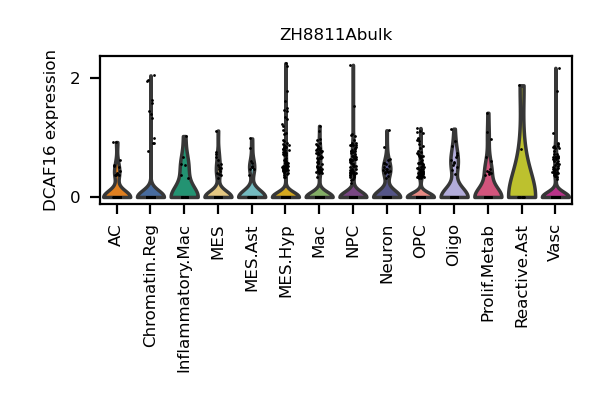 ZH8811Abulk
DCAF16 expression
2
0
AC
Chromatin.Reg
Inflammatory.Mac
MES
MES.Ast
MES.Hyp
Mac
NPC
Neuron
OPC
Oligo
Prolif.Metab
Reactive.Ast
Vasc